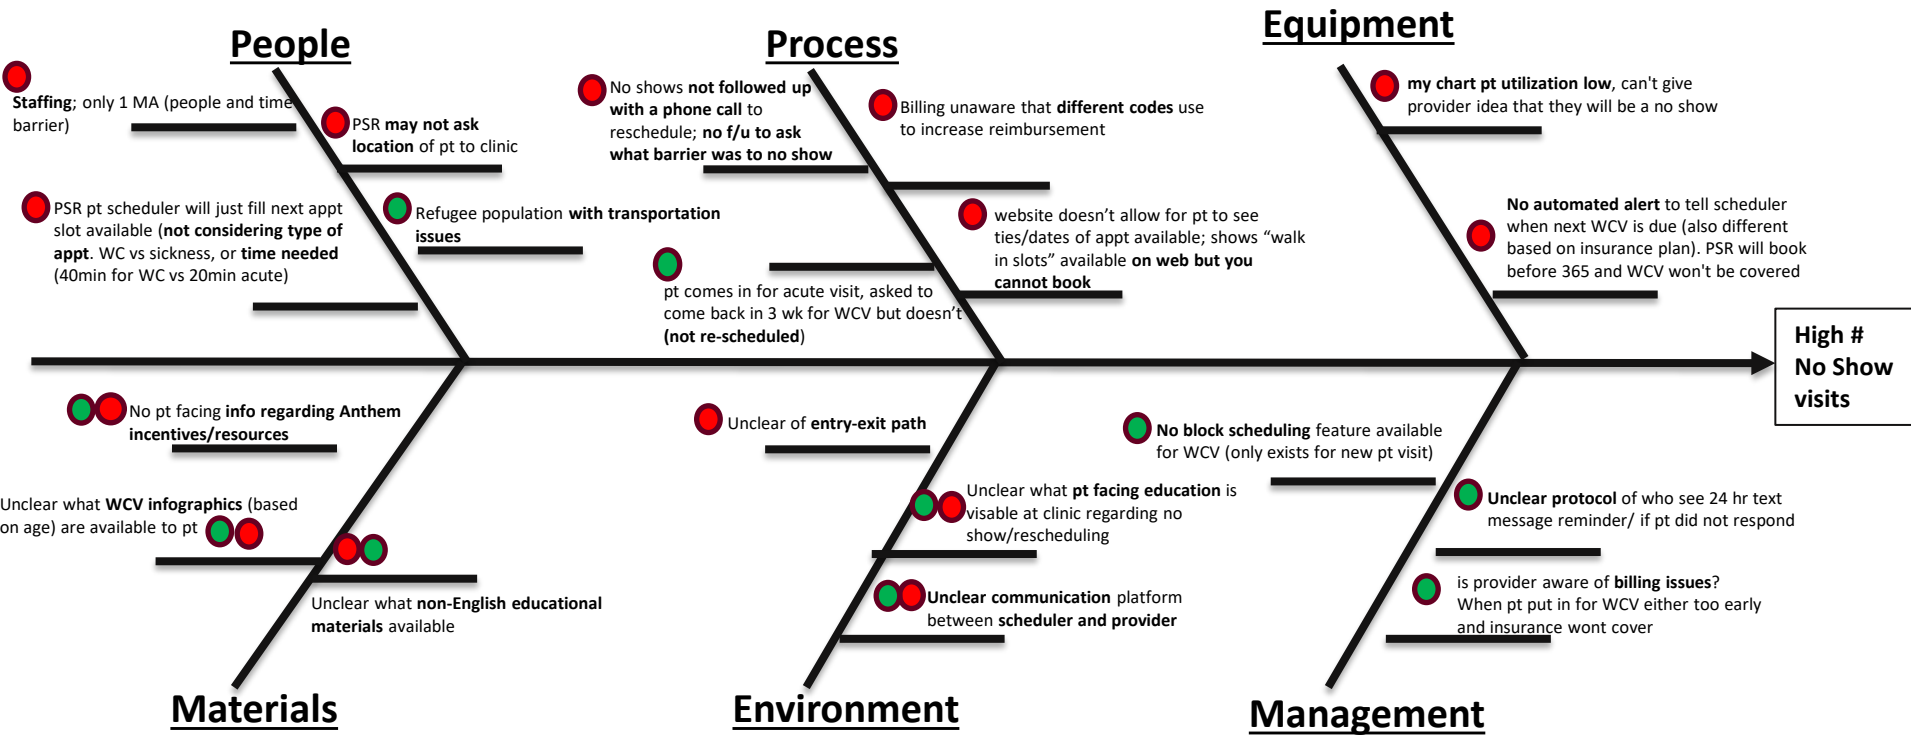 People
Staffing; only 1 MA (people and time
barrier)
PSR may not ask
location of pt to clinic
PSR pt scheduler will just fill next appt
slot available (not considering type of
appt. WC vs sickness, or time needed
(40min for WC vs 20min acute)
Refugee population with transportation
issues
Process
No shows not followed up
with a phone call to
reschedule; no f/u to ask
what barrier was to no show
Billing unaware that different codes use
to increase reimbursement
website doesn’t allow for pt to see
ties/dates of appt available; shows “walk
in slots” available on web but you
cannot book
pt comes in for acute visit, asked to
come back in 3 wk for WCV but doesn’t
(not re-scheduled)
Equipment
my chart pt utilization low, can't give
provider idea that they will be a no show
No automated alert to tell scheduler
when next WCV is due (also different
based on insurance plan). PSR will book
before 365 and WCV won't be covered
High #
No Show
visits
No pt facing info regarding Anthem
incentives/resources
Unclear what WCV infographics (based
on age) are available to pt
Unclear what non-English educational
materials available
Materials
Unclear of entry-exit path
Unclear what pt facing education is
visable at clinic regarding no
show/rescheduling
Unclear communication platform
between scheduler and provider
Environment
No block scheduling feature available
for WCV (only exists for new pt visit)
Unclear protocol of who see 24 hr text
message reminder/ if pt did not respond
is provider aware of billing issues?
When pt put in for WCV either too early
and insurance wont cover
Management